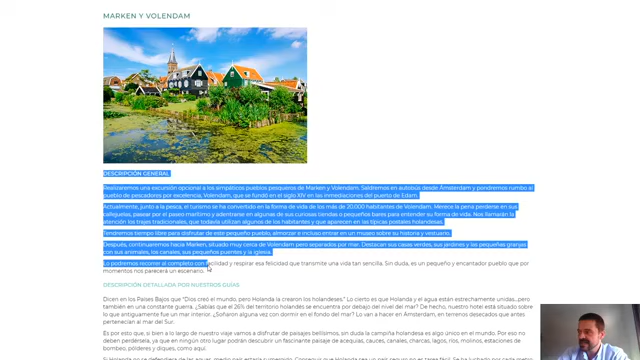 MARKEN Y VOLENDAM
DESCRIPCIÓN GENERAL
Realizaremos una excursión opcional a los simpáticos pueblos pesqueros de Marken y Volendam. Saldremos en autobús desde Ámsterdam y pondremos rumbo al
pueblo de pescadores por excelencia, Volendam, que se fundó en el siglo XIV en las inmediaciones del puerto de Edam.
Actualmente, junto a la pesca, el turismo se ha convertido en la forma de vida de los más de 20.000 habitantes de Volendam. Merece la pena perderse en sus
callejuelas, pasear por el paseo marítimo y adentrarse en algunas de sus curiosas tiendas o pequeños bares para entender su forma de vida. Nos llamarán la
atención los trajes tradicionales, que todavía utilizan algunos de los habitantes y que aparecen en las típicas postales holandesas.
Tendremos tiempo libre para disfrutar de este pequeño pueblo, almorzar e incluso entrar en un museo sobre su historia y vestuario.
Después, continuaremos hacia Marken, situado muy cerca de Volendam pero separados por mar. Destacan sus casas verdes, sus jardines y las pequeñas granjas
con sus animales, los canales, sus pequeños puentes y la iglesia.
Lo podremos recorrer al completo con facilidad y respirar esa felicidad que transmite una vida tan sencilla. Sin duda, es un pequeño y encantador pueblo que por
momentos nos parecerá un escenario.
DESCRIPCIÓN DETALLADA POR NUESTROS GUÍAS
Dicen en los Países Bajos que "Dios creó el mundo, pero Holanda la crearon los holandeses." Lo cierto es que Holanda y el agua están estrechamente unidas...pero
también en una constante guerra. ¿Sabías que el 26% del territorio holandés se encuentra por debajo del nivel del mar? De hecho, nuestro hotel está situado sobre
lo que antiguamente fue un mar interior. ¿Soñaron alguna vez con dormir en el fondo del mar? Lo van a hacer en Ámsterdam, en terrenos desecados que antes
pertenecían al mar del Sur.
Es por esto que, si bien a lo largo de nuestro viaje vamos a disfrutar de paisajes bellísimos, sin duda la campiña holandesa es algo único en el mundo. Por eso no
deben perdérsela, ya que en ningún otro lugar podrán descubrir un fascinante paisaje de acequias, cauces, canales, charcas, lagos, ríos, molinos, estaciones de
bombeo, pólderes y diques, como aquí.